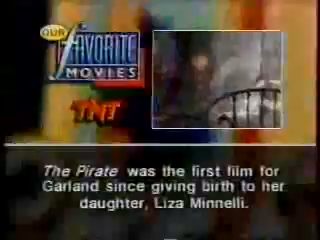 OUR
FAVORITE
MOVIES
TNT
The Pirate was the first film for
Garland since giving birth to her
daughter, Liza Minnelli.